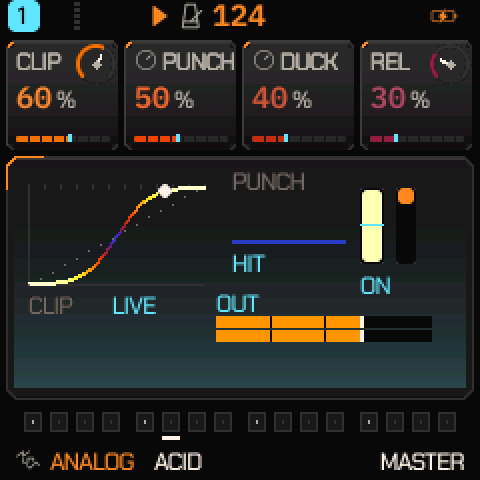 1 124
CLIP PUNCH DUCK REL
60% 50% 40% 30%
PUNCH
HIT
ON
CLIP LIVE OUT
ANALOG ACID MASTER